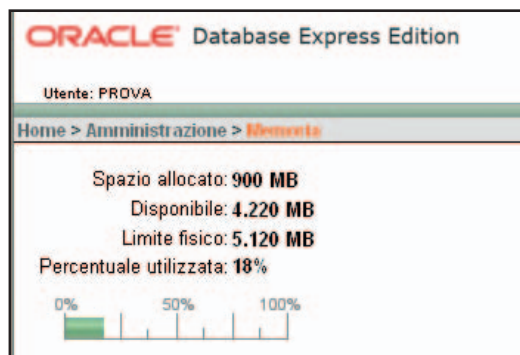 ORACLE Database Express Edition
Utente: PROVA
Home > Amministrazione > Memoria
Spazio allocato: 900 MB
Disponibile: 4.220 MB
Limite fisico: 5.120 MB
Percentuale utilizzata: 18%
0% 50% 100%